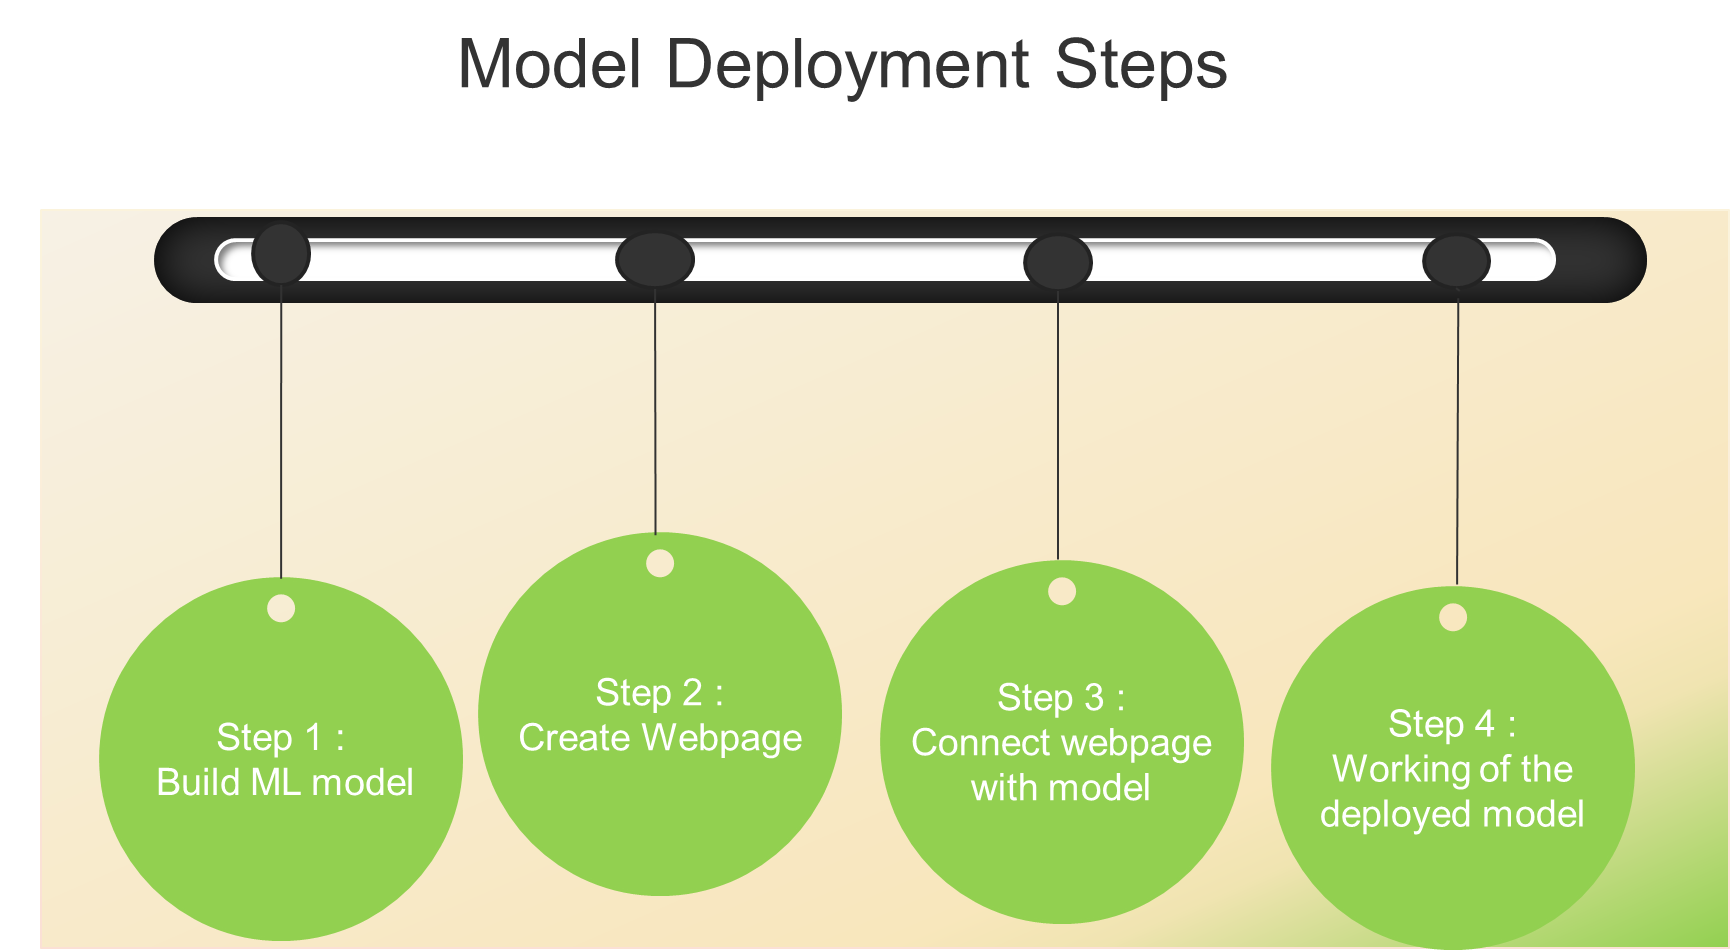 Model Deployment Steps
Step 1 :
Build ML model
Step 2 :
Create Webpage
Step 3 :
Connect webpage
with model
Step 4 :
Working of the
deployed model